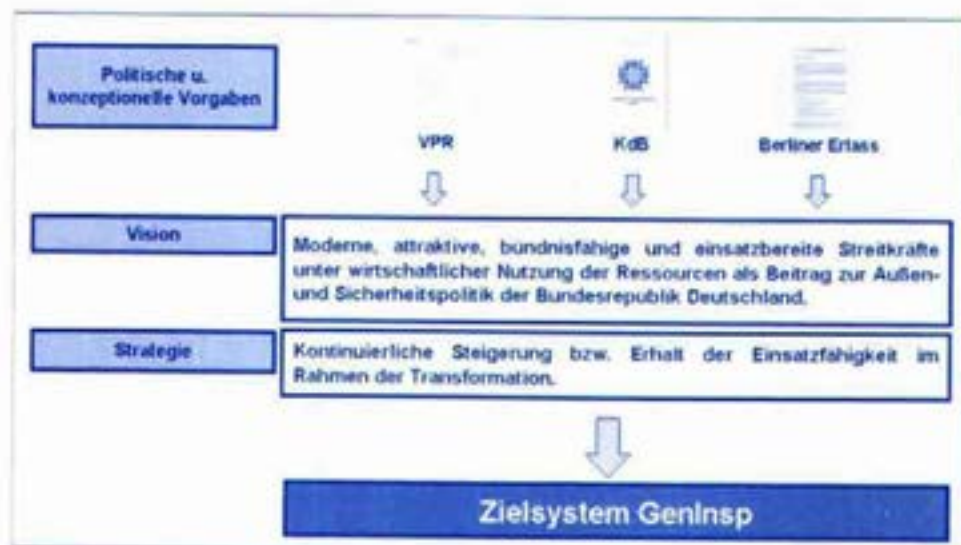 Politische u.
konzeptionelle Vorgaben
VPR
KdB
Berliner Erlass
Vision
Moderne, attraktive, bündnisfähige und einsatzbereite Streitkräfte
unter wirtschaftlicher Nutzung der Ressourcen als Beitrag zur Außen-
und Sicherheitspolitik der Bundesrepublik Deutschland.
Strategie
Kontinuierliche Steigerung bzw. Erhalt der Einsatzfähigkeit im
Rahmen der Transformation.
Zielsystem GenInsp